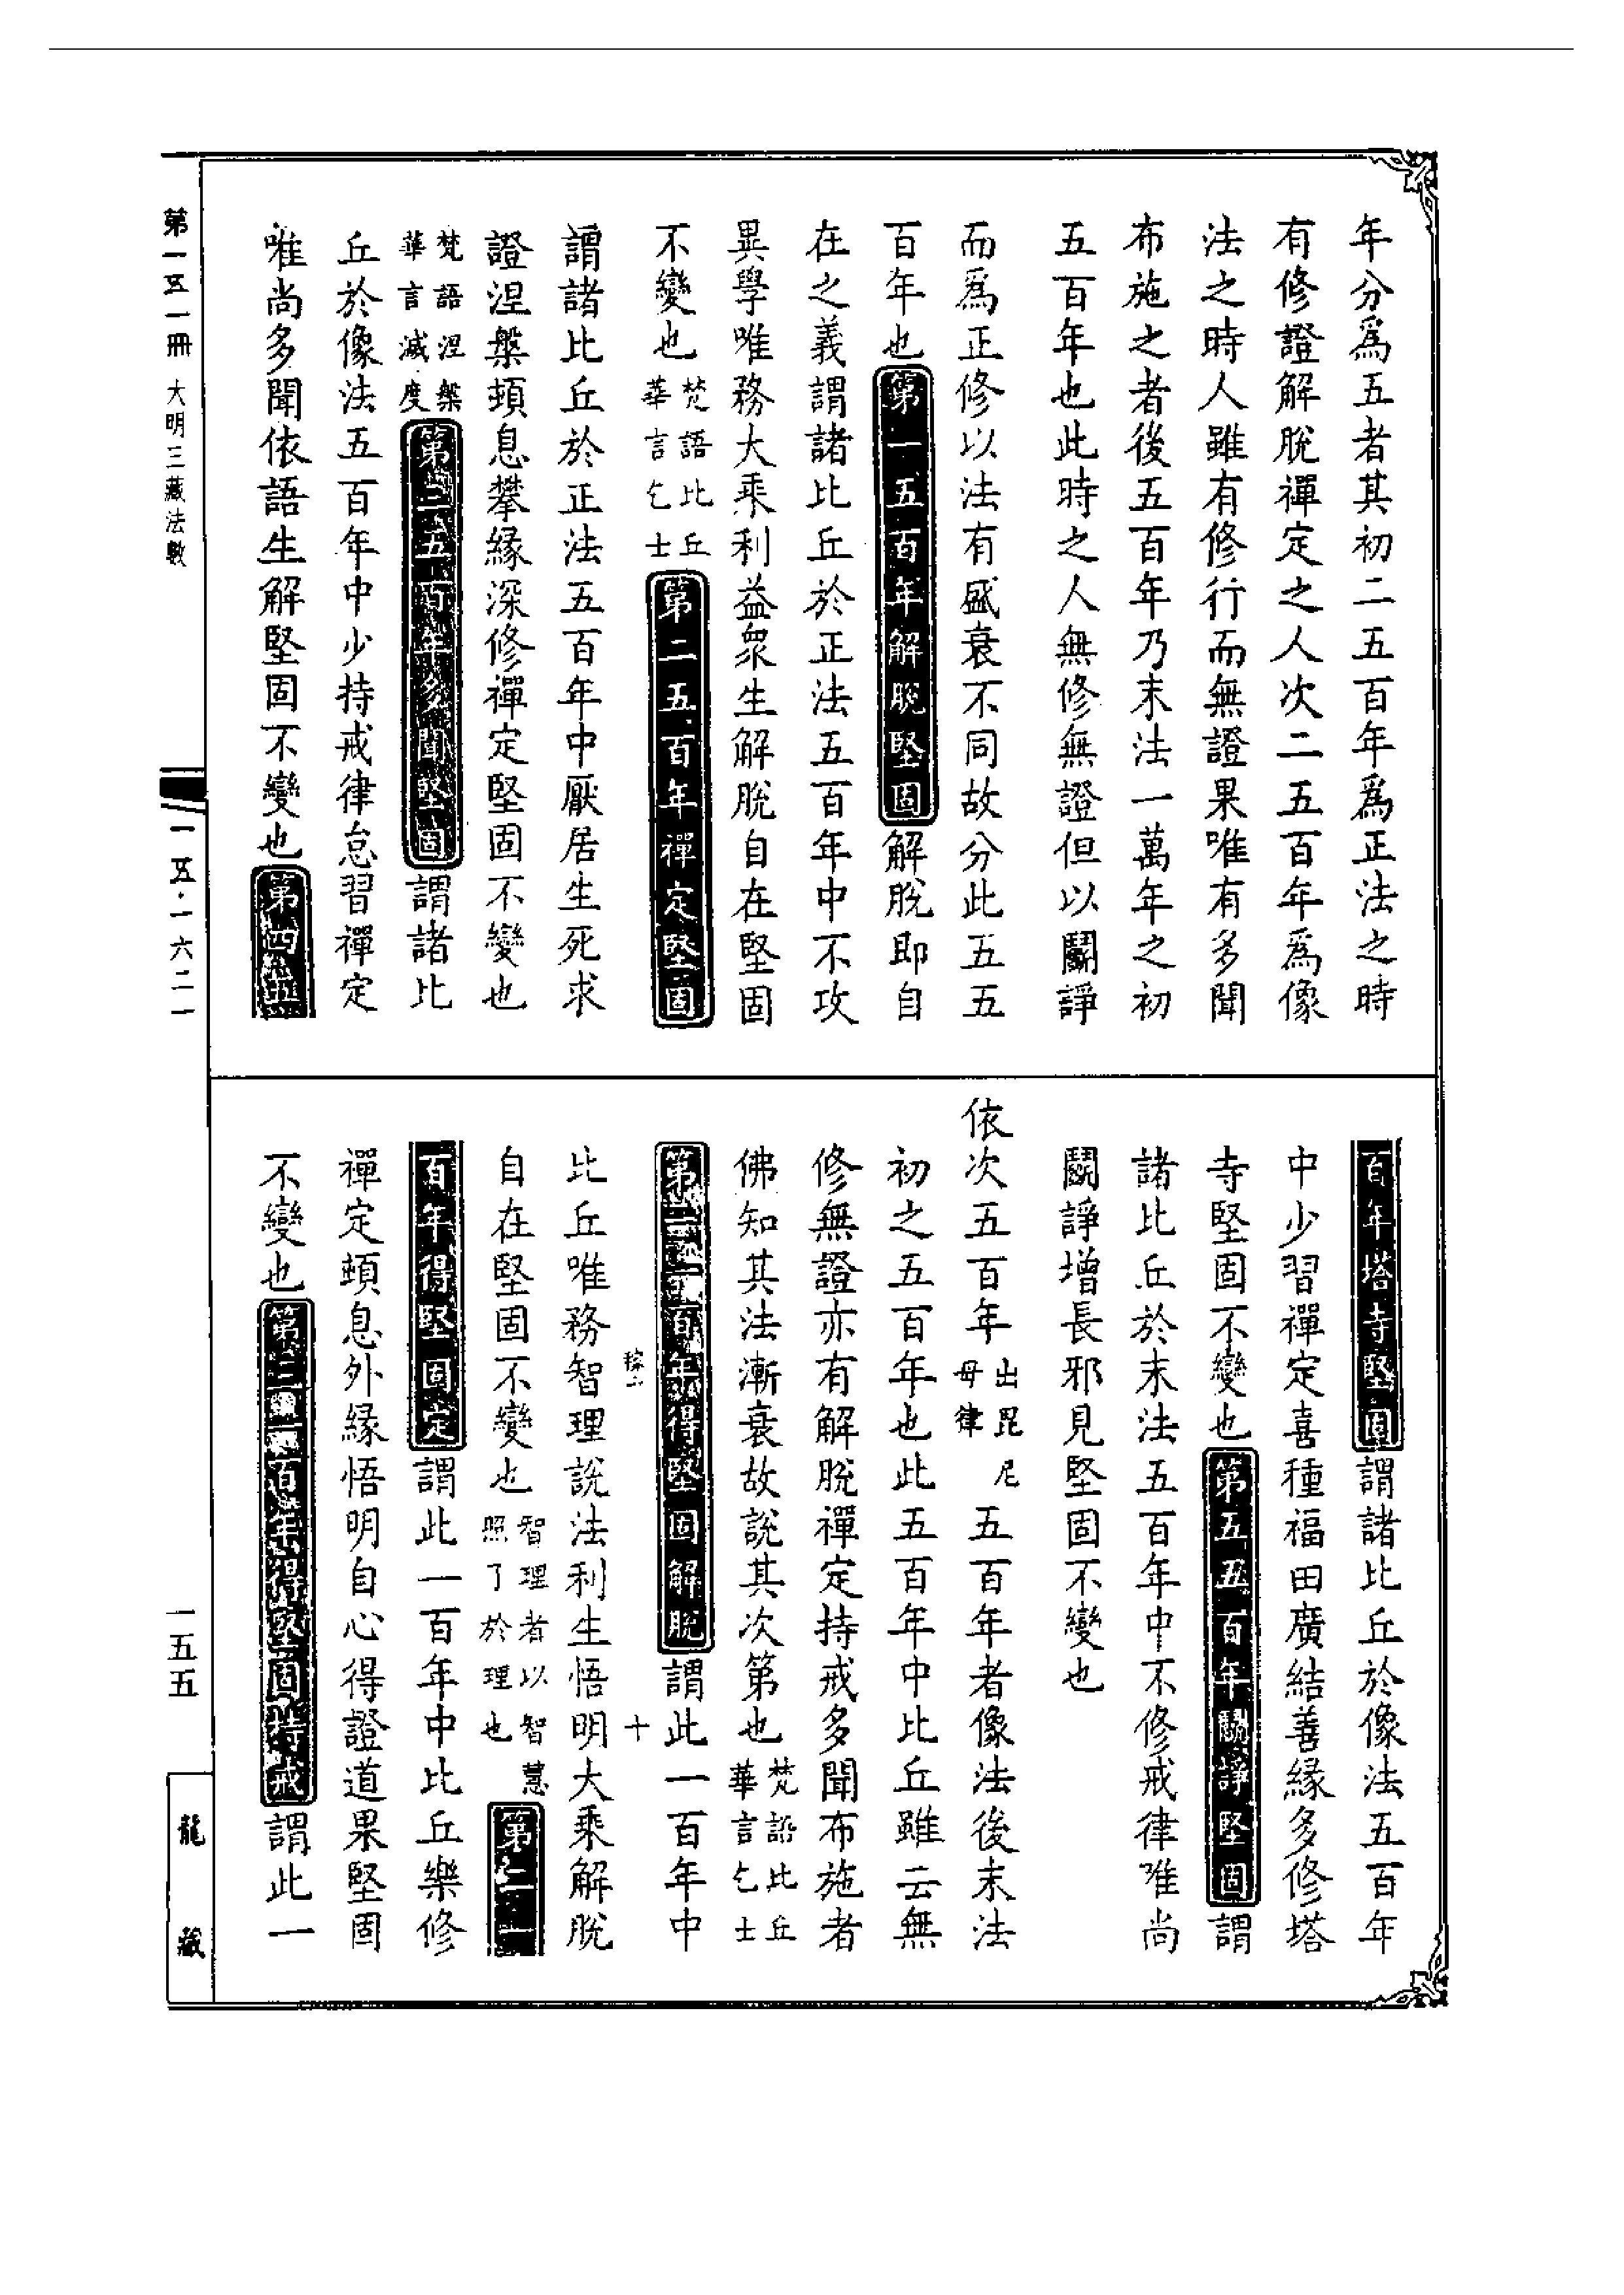 年分爲五者其初二五百年爲正法之時
有修證解脫禪定之人次二五百年爲像
法之時人雖有修行而無證果唯有多聞
布施之者後五百年乃末法一萬年之初
五百年也此時之人無修無證但以鬬諍
而爲正修以法有盛衰不同故分此五五
百年也第一五百年解脫堅固解脫即自
在之義謂諸比丘於正法五百年中不攻
異學唯務大乘利益衆生解脫自在堅固
不變也梵語比丘華言乞士第二五百年禪定堅固
謂諸比丘於正法五百年中厭居生死求
證涅槃頓息攀緣深修禪定堅固不變也
梵語涅槃華言滅度第三五百年多聞堅固謂諸比
丘於像法五百年中少持戒律怠習禪定
唯尚多聞依語生解堅固不變也第四五
第一五一冊 大明三藏法數
一五·一六二一
百年塔寺堅固謂諸比丘於像法五百年
中少習禪定喜種福田廣結善緣多修塔
寺堅固不變也第五五百年鬬諍堅固謂
諸比丘於末法五百年中不修戒律唯尚
鬬諍增長邪見堅固不變也
依次五百年出毘尼母律五百年者像法後末法
初之五百年也此五百年中比丘雖云無
修無證亦有解脫禪定持戒多聞布施者
佛知其法漸衰故說其次第也梵語比丘華言乞士
第一一百年得堅固解脫謂此一百年中
十
比丘唯務智理說法利生悟明大乘解脫
自在堅固不變也智理者以智慧照了於理也第二一
百年得堅固定謂此一百年中比丘樂修
禪定頓息外緣悟明自心得證道果堅固
不變也第三一百年得堅固持戒謂此一
一五五
龍藏